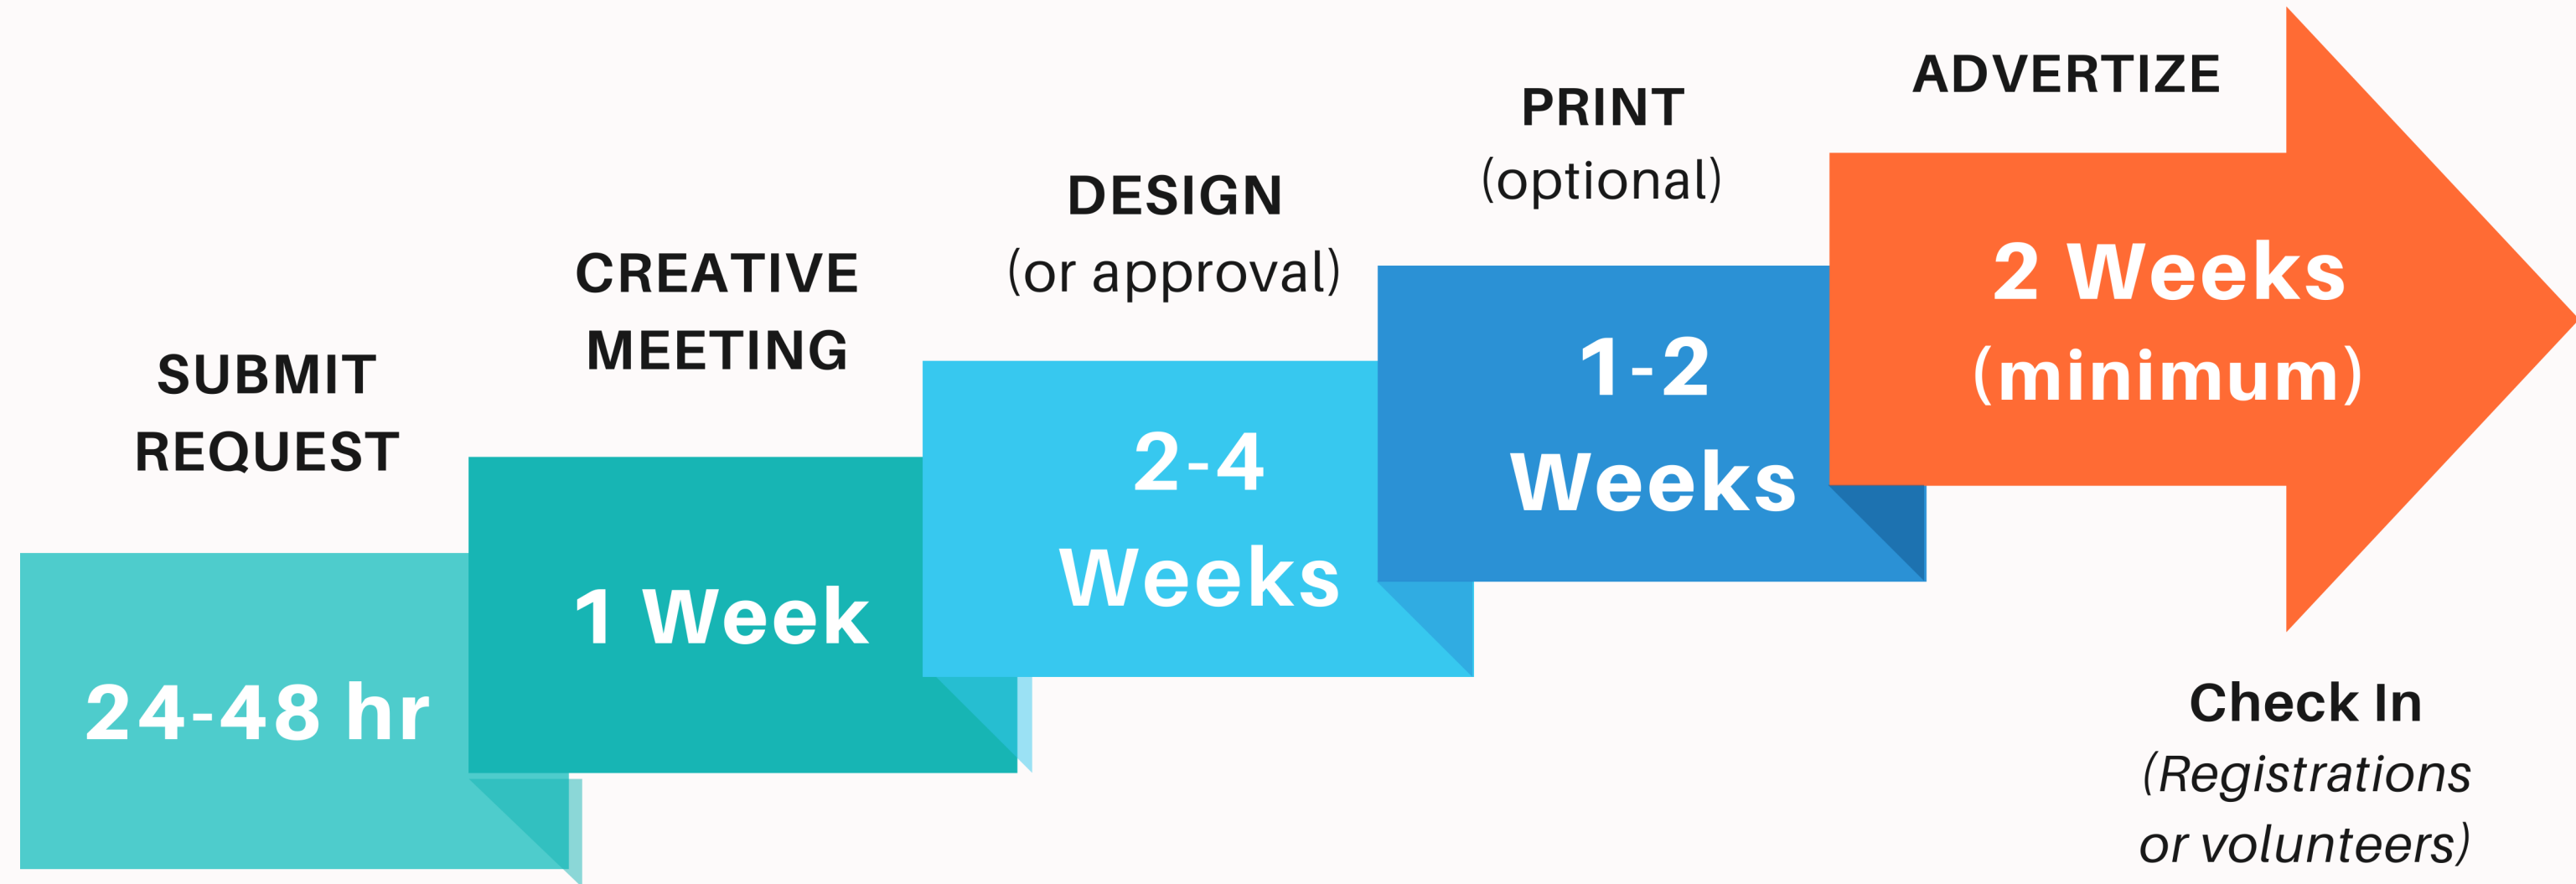 SUBMIT
REQUEST
24-48 hr
CREATIVE
MEETING
1 Week
DESIGN
(or approval)
2-4
Weeks
PRINT
(optional)
1-2
Weeks
ADVERTIZE
2 Weeks
(minimum)
Check In
(Registrations
or volunteers)